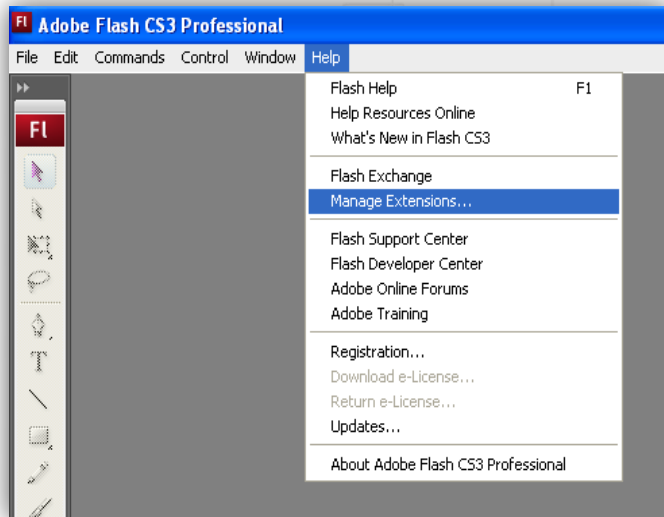 Fl Adobe Flash CS3 Professional
File Edit Commands Control Window Help
Fl
T
Flash Help F1
Help Resources Online
What's New in Flash CS3
Flash Exchange
Manage Extensions...
Flash Support Center
Flash Developer Center
Adobe Online Forums
Adobe Training
Registration...
Download e-License...
Return e-License...
Updates...
About Adobe Flash CS3 Professional